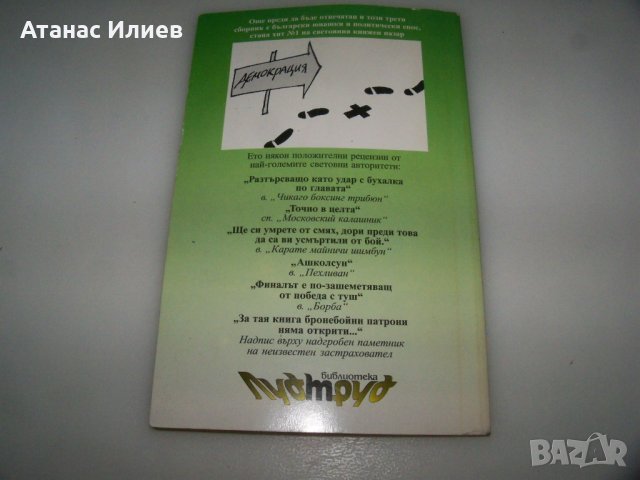 Атанас Илиев
Още преди да бъде отпечатан и този трети
сборник с български юнашки и политически епос,
става хит №1 на световния книжен пазар
ДЕМОКРАЦИЯ
Ето някои положителни рецензии от
най-големите световни авторитети:
„Разтърсващо като удар с бухалка
по главата“
в. „Чикаго боксинг трибюн“
„Точно в целта“
сп. „Московский калашник“
„Ще си умрете от смях, дори преди това
да са ви усмъртили от бой.“
в. „Карате майничи шимбун“
„Ашколсун“
в. „Пехливан“
„Финалът е по-зашеметяващ
от победа с туш“
в. „Борба“
„За тая книга бронебойни патрони
няма открити...“
Надпис върху надгробен паметник
на неизвестен застраховател
библиотека
Лудтруд
BAZAR